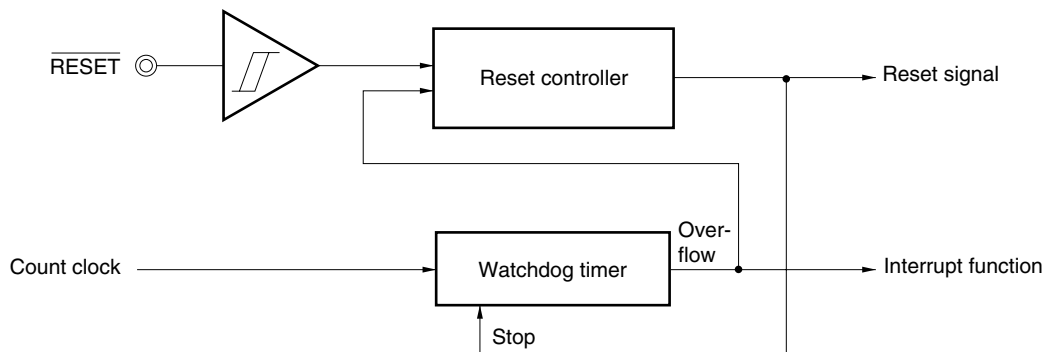 RESET
Reset controller
Reset signal
Over-
flow
Count clock
Watchdog timer
Interrupt function
Stop